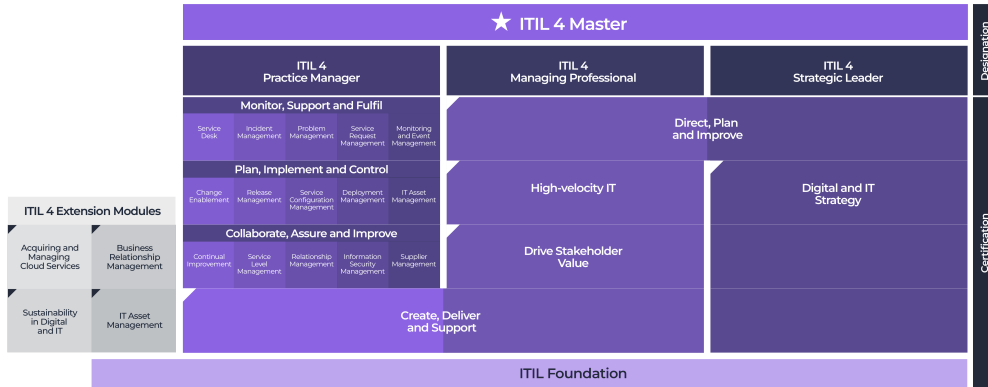 ITIL 4 Master
Designation
ITIL 4
Practice Manager
ITIL 4
Managing Professional
ITIL 4
Strategic Leader
Monitor, Support and Fulfil
Service
Desk
Incident
Management
Problem
Management
Service
Request
Management
Monitoring
and Event
Management
Direct, Plan
and Improve
Plan, Implement and Control
Change
Enablement
Release
Management
Service
Configuration
Management
Deployment
Management
IT Asset
Management
High-velocity IT
Digital and IT
Strategy
Certification
ITIL 4 Extension Modules
Acquiring and
Managing
Cloud Services
Business
Relationship
Management
Sustainability
in Digital
and IT
IT Asset
Management
Collaborate, Assure and Improve
Continual
Improvement
Service
Level
Management
Relationship
Management
Information
Security
Management
Supplier
Management
Drive Stakeholder
Value
Create, Deliver
and Support
ITIL Foundation